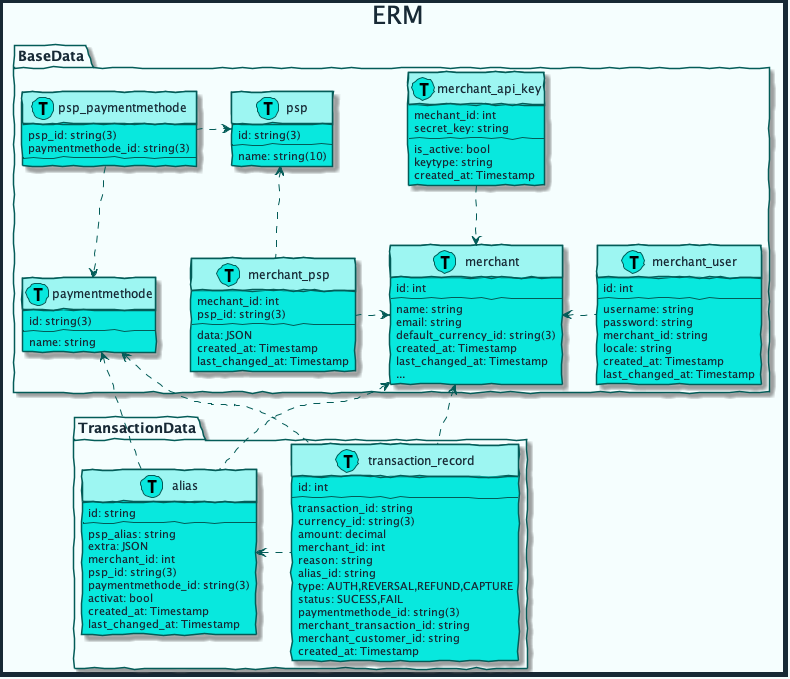 ERM
BaseData
T psp_paymentmethode
psp_id: string(3)
paymentmethode_id: string(3)
T psp
id: string(3)
name: string(10)
T merchant_api_key
mechant_id: int
secret_key: string
is_active: bool
keytype: string
created_at: Timestamp
T paymentmethode
id: string(3)
name: string
T merchant_psp
mechant_id: int
psp_id: string(3)
data: JSON
created_at: Timestamp
last_changed_at: Timestamp
T merchant
id: int
name: string
email: string
default_currency_id: string(3)
created_at: Timestamp
last_changed_at: Timestamp
...
T merchant_user
id: int
username: string
password: string
merchant_id: string
locale: string
created_at: Timestamp
last_changed_at: Timestamp
TransactionData
T alias
id: string
psp_alias: string
extra: JSON
merchant_id: int
psp_id: string(3)
paymentmethode_id: string(3)
activat: bool
created_at: Timestamp
last_changed_at: Timestamp
T transaction_record
id: int
transaction_id: string
currency_id: string(3)
amount: decimal
merchant_id: int
reason: string
alias_id: string
type: AUTH,REVERSAL,REFUND,CAPTURE
status: SUCESS,FAIL
paymentmethode_id: string(3)
merchant_transaction_id: string
merchant_customer_id: string
created_at: Timestamp